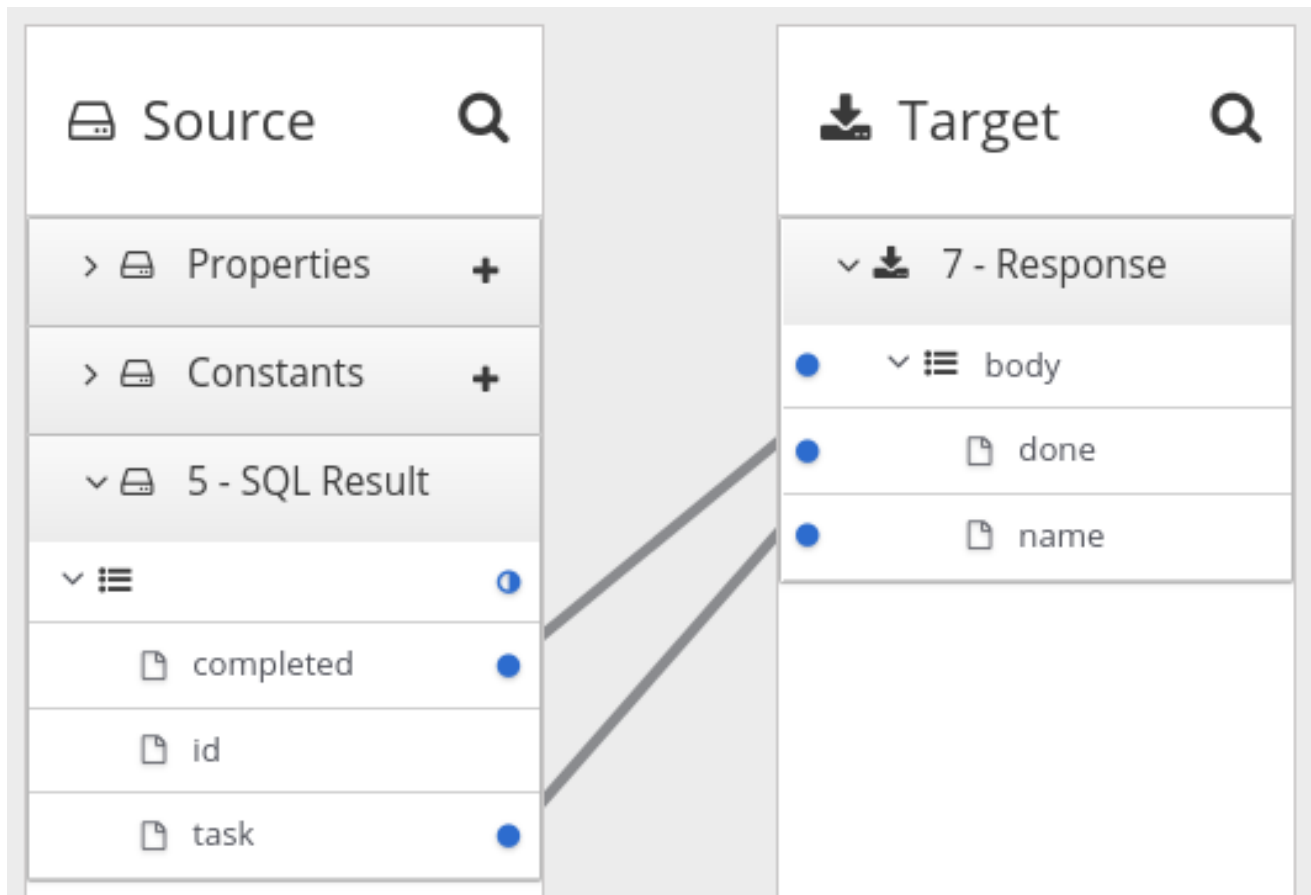 Source
Properties
Constants
5 - SQL Result
completed
id
task
Target
7 - Response
body
done
name